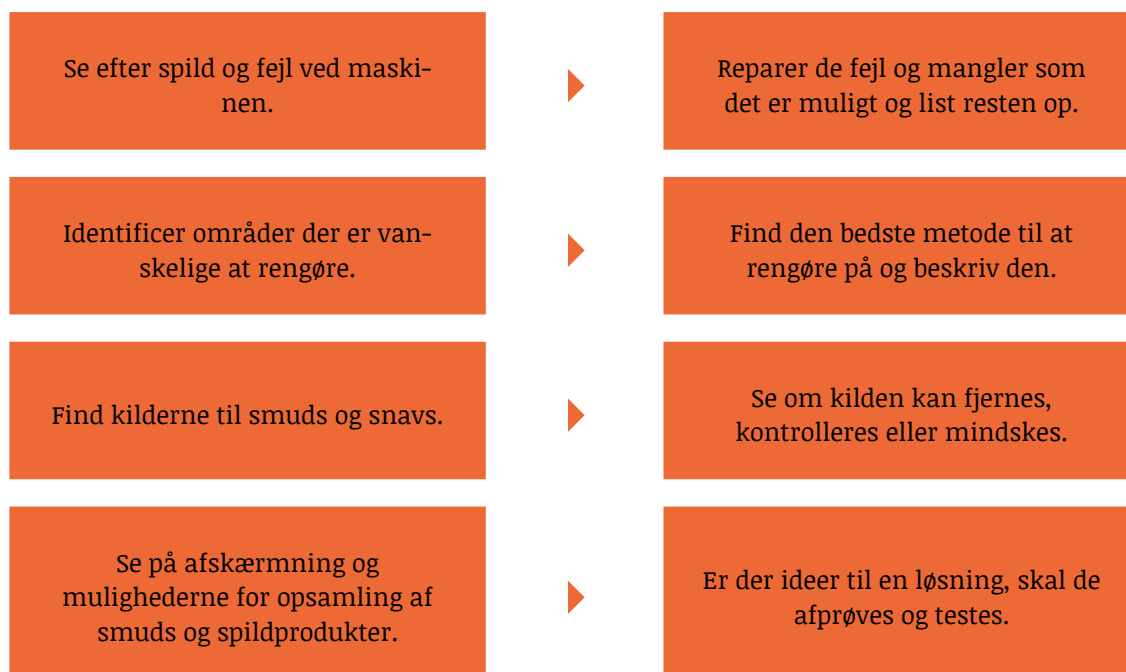 Se efter spild og fejl ved maski-
nen.
Reparer de fejl og mangler som
det er muligt og list resten op.
Identificer områder der er van-
skelige at rengøre.
Find den bedste metode til at
rengøre på og beskriv den.
Find kilderne til smuds og snavs.
Se om kilden kan fjernes,
kontrolleres eller mindskes.
Se på afskærmning og
mulighederne for opsamling af
smuds og spildprodukter.
Er der ideer til en løsning, skal de
afprøves og testes.